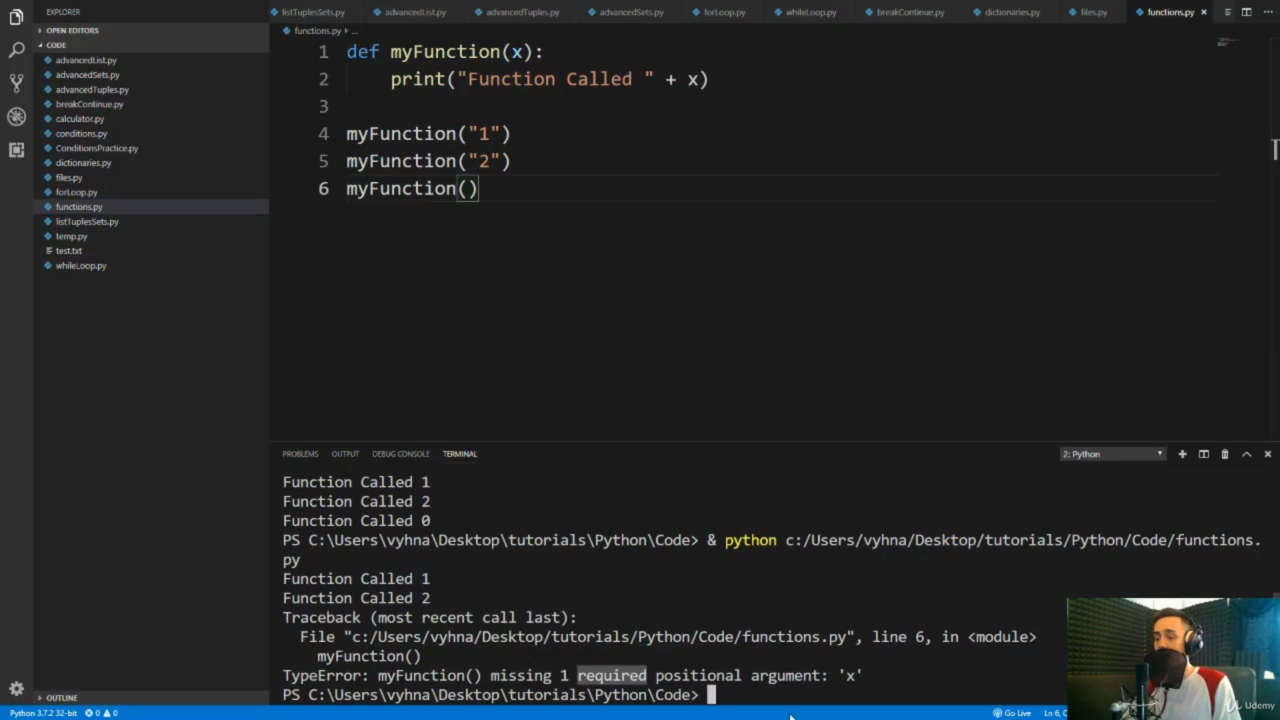 EXPLORER
OPEN EDITORS
CODE
advancedList.py
advancedSets.py
advancedTuples.py
breakContinue.py
calculator.py
conditions.py
ConditionsPractice.py
dictionaries.py
files.py
forLoop.py
functions.py
listTuplesSets.py
temp.py
test.txt
whileLoop.py
OUTLINE
listTuplesSets.py advancedList.py advancedTuples.py advancedSets.py forLoop.py whileLoop.py breakContinue.py dictionaries.py files.py functions.py
functions.py › ...
1 def myFunction(x):
2 print("Function Called " + x)
3
4 myFunction("1")
5 myFunction("2")
6 myFunction()
PROBLEMS OUTPUT DEBUG CONSOLE TERMINAL 2: Python
Function Called 1
Function Called 2
Function Called 0
PS C:\Users\vyhna\Desktop\tutorials\Python\Code> & python c:/Users/vyhna/Desktop/tutorials/Python/Code/functions.
py
Function Called 1
Function Called 2
Traceback (most recent call last):
File "c:/Users/vyhna/Desktop/tutorials/Python/Code/functions.py", line 6, in <module>
myFunction()
TypeError: myFunction() missing 1 required positional argument: 'x'
PS C:\Users\vyhna\Desktop\tutorials\Python\Code>
Python 3.7.2 32-bit 0 0 Go Live Ln 6,
Udemy